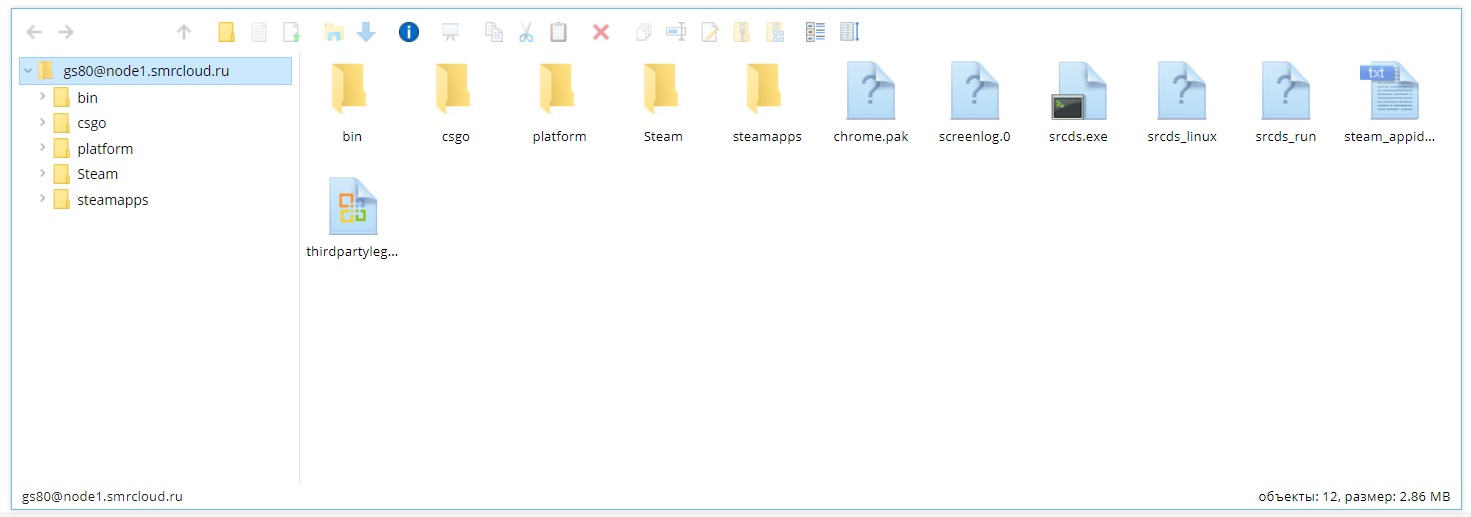 gs80@node1.smrcloud.ru
bin
csgo
platform
Steam
steamapps
bin
csgo
platform
Steam
steamapps
chrome.pak
screenlog.0
srcds.exe
srcds_linux
srcds_run
txt
steam_appid...
thirdpartyleg...
gs80@node1.smrcloud.ru
объекты: 12, размер: 2.86 MB